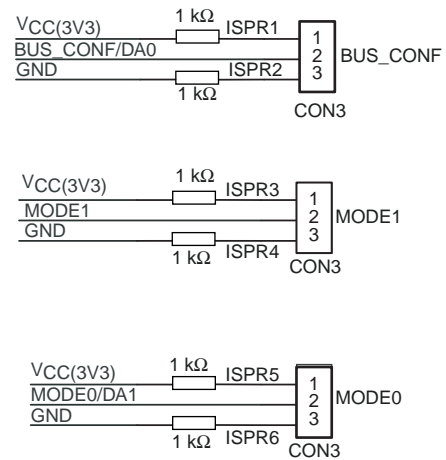 1 kΩ
VCC(3V3) ISPR1 1
BUS_CONF/DA0 2 BUS_CONF
GND ISPR2 3
1 kΩ
CON3
1 kΩ
VCC(3V3) ISPR3 1
MODE1 2 MODE1
GND ISPR4 3
1 kΩ CON3
1 kΩ
VCC(3V3) ISPR5 1
MODE0/DA1 2 MODE0
GND ISPR6 3
1 kΩ CON3